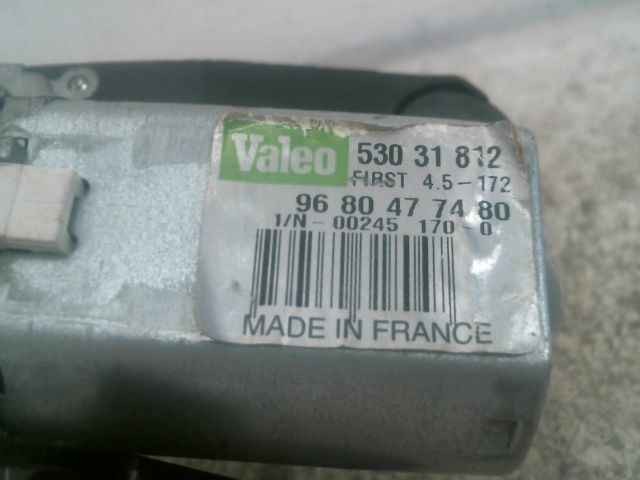 Valeo 530 31 812
FIRST 4.5-172
96 80 47 74 80
1/N-00245 170-0
MADE IN FRANCE